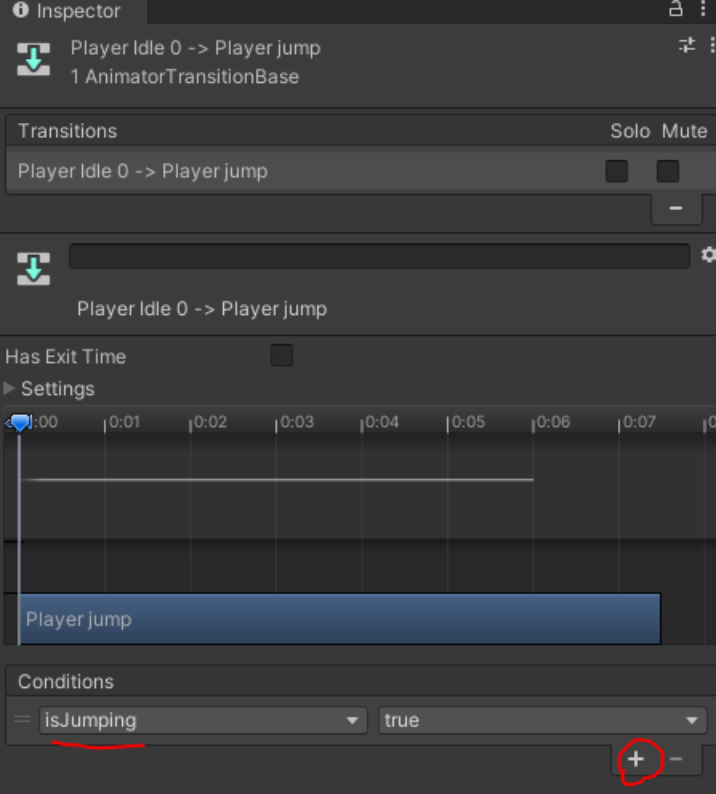 Inspector
Player Idle 0 -> Player jump
1 AnimatorTransitionBase
Transitions Solo Mute
Player Idle 0 -> Player jump
Player Idle 0 -> Player jump
Has Exit Time
Settings
:00 0:01 0:02 0:03 0:04 0:05 0:06 0:07
Player jump
Conditions
isJumping true